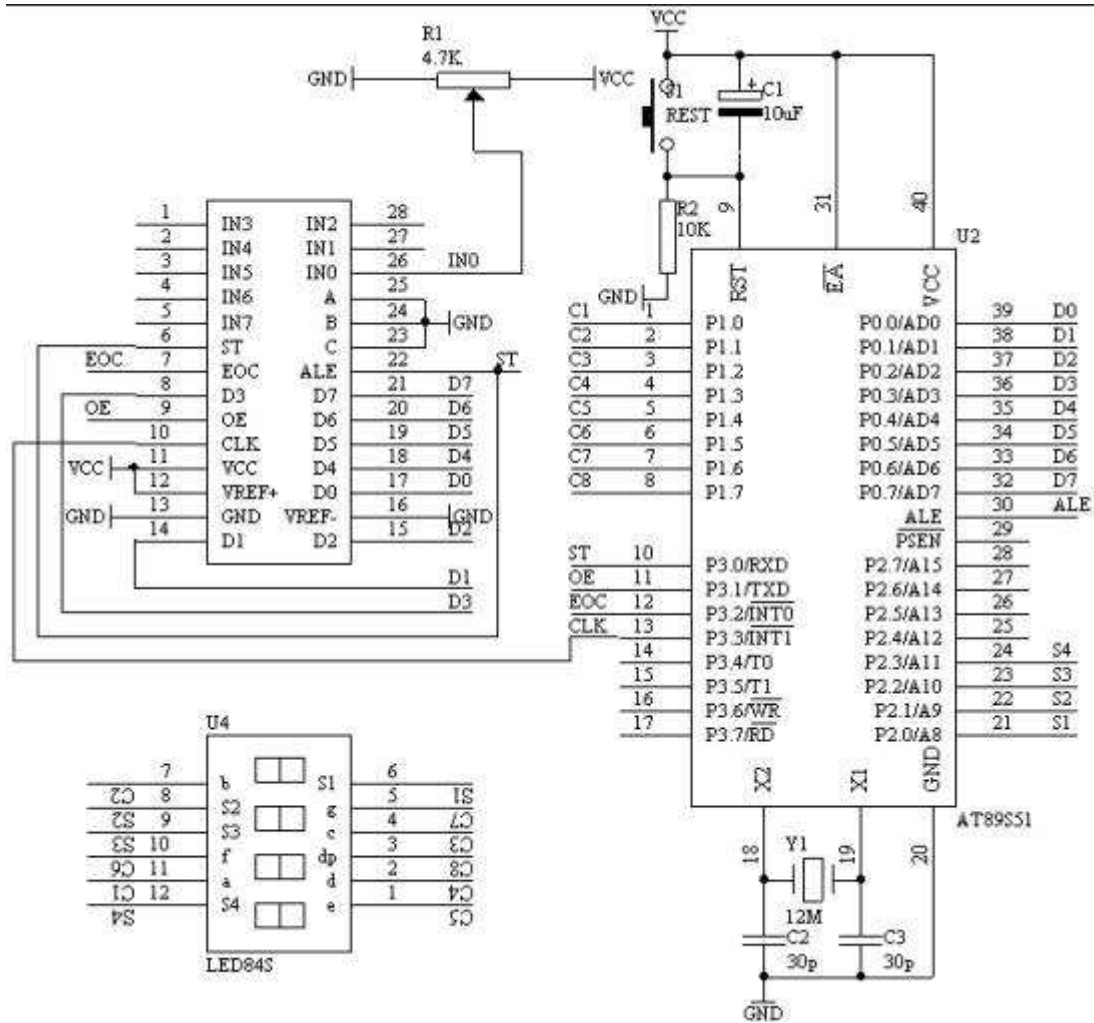 VCC
R1
4.7K
GND
VCC
S1
REST
+
C1
10uF
R2
10K
GND
9
31
40
U2
1 IN3 IN2 28
2 IN4 IN1 27
3 IN5 IN0 26 IN0
4 IN6 A 25
5 IN7 B 24 GND
6 ST C 23
EOC 7 EOC ALE 22 ST
8 D3 D7 21 D7
OE 9 OE D6 20 D6
10 CLK D5 19 D5
VCC 11 VCC D4 18 D4
12 VREF+ D0 17 D0
GND 13 GND VREF- 16 GND
14 D1 D2 15 D2
D1
D3
RST
EA
VCC
C1 1 P1.0 P0.0/AD0 39 D0
C2 2 P1.1 P0.1/AD1 38 D1
C3 3 P1.2 P0.2/AD2 37 D2
C4 4 P1.3 P0.3/AD3 36 D3
C5 5 P1.4 P0.4/AD4 35 D4
C6 6 P1.5 P0.5/AD5 34 D5
C7 7 P1.6 P0.6/AD6 33 D6
C8 8 P1.7 P0.7/AD7 32 D7
ALE 30 ALE
PSEN 29
ST 10 P3.0/RXD P2.7/A15 28
OE 11 P3.1/TXD P2.6/A14 27
EOC 12 P3.2/INT0 P2.5/A13 26
CLK 13 P3.3/INT1 P2.4/A12 25
14 P3.4/T0 P2.3/A11 24 S4
15 P3.5/T1 P2.2/A10 23 S3
16 P3.6/WR P2.1/A9 22 S2
17 P3.7/RD P2.0/A8 21 S1
X2
X1
GND
AT89S51
18
Y1
19
20
12M
C2
30p
C3
30p
GND
U4
7 b S1 6
C2 8 S2 g 5 S1
S2 9 S3 c 4 C7
S3 10 f dp 3 C3
C6 11 a d 2 C8
C1 12 S4 e 1 C4
S4 C5
LED84S